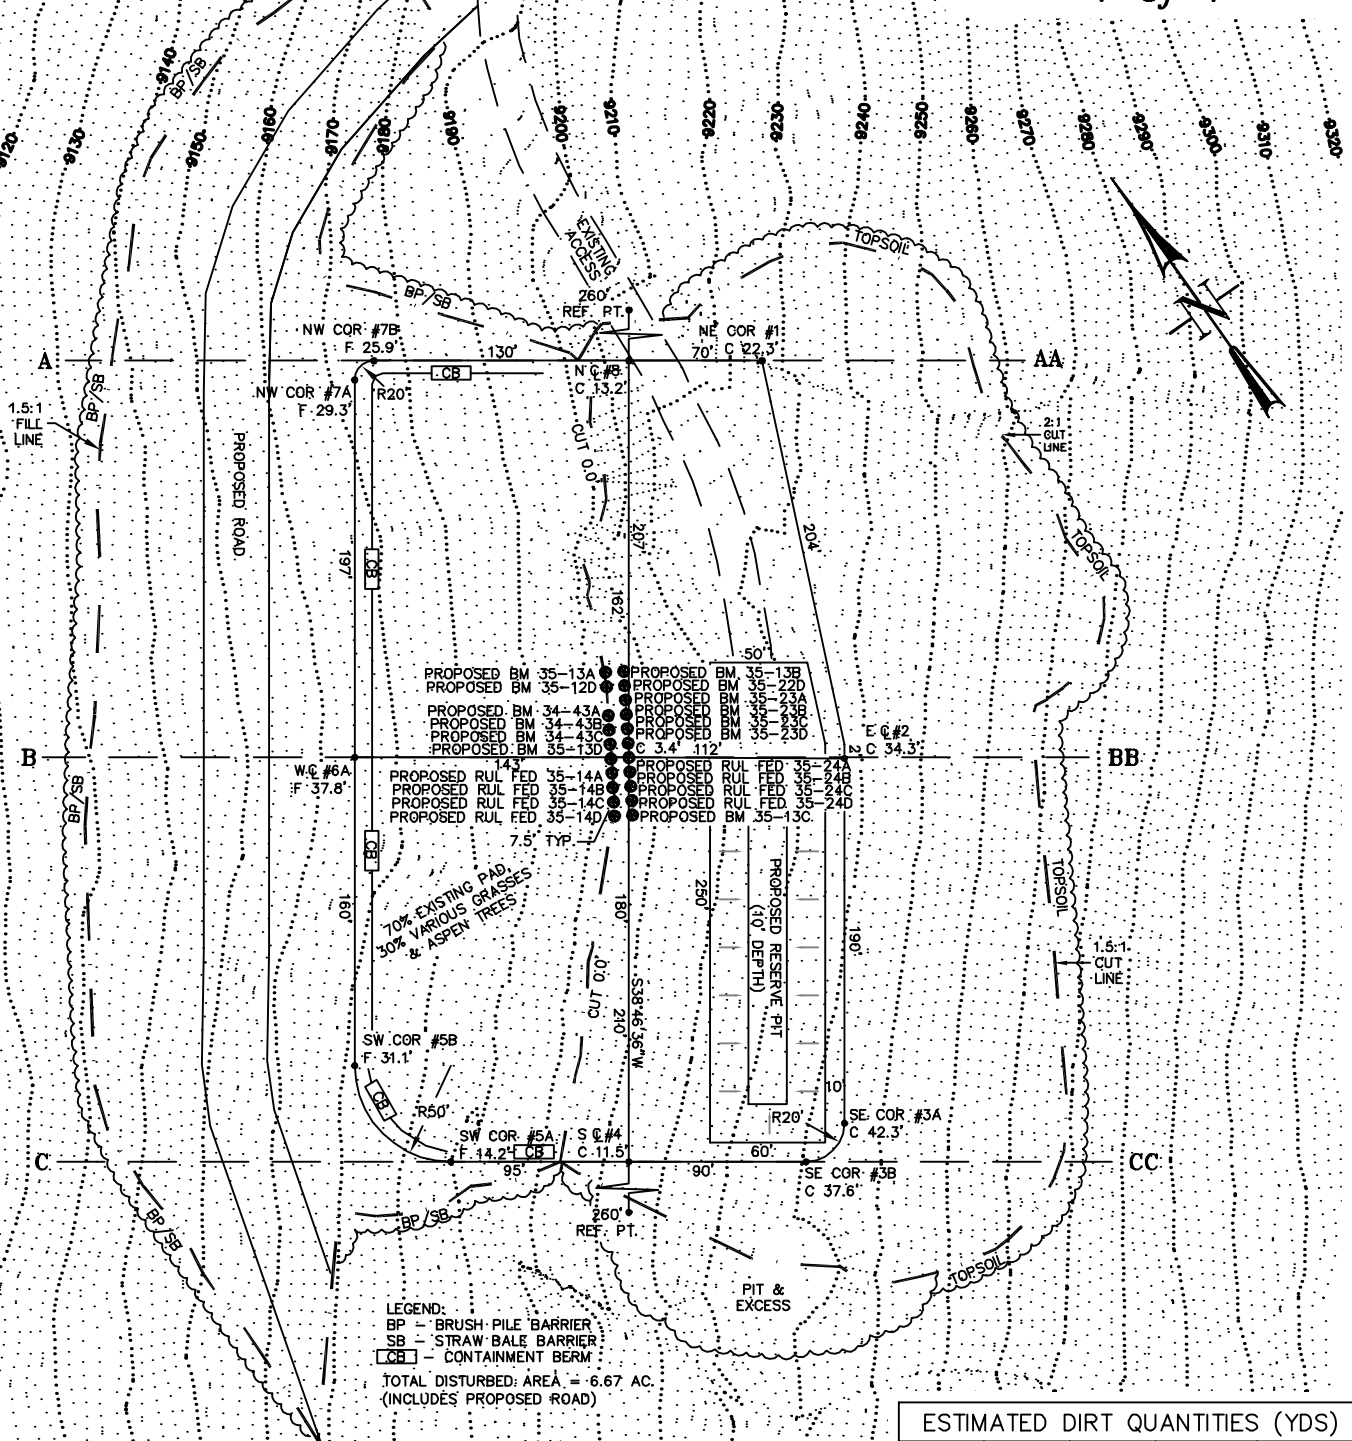 9120
9130
9140
BP/SB
9150
9160
9170
9180
9190
9200
9210
9220
9230
9240
9250
9260
9270
9280
9290
9300
9310
9320
EXISTING
ACCESS
TOPSOIL
BP/SB
260'
REF. PT.
NW COR #7B
F 25.9'
130'
70'
NE COR #1
C 22.3'
A
AA
CB
N C̵L #8
C 13.2'
NW COR #7A
F 29.3'
R20'
BP/SB
1.5:1
FILL
LINE
2:1
CUT
LINE
PROPOSED ROAD
CUT 0.0'
207'
204'
197'
CB
162'
TOPSOIL
50'
PROPOSED BM 35-13A
PROPOSED BM 35-12D
PROPOSED BM 34-43A
PROPOSED BM 34-43B
PROPOSED BM 34-43C
PROPOSED BM 35-13D
PROPOSED BM 35-13B
PROPOSED BM 35-22D
PROPOSED BM 35-23A
PROPOSED BM 35-23B
PROPOSED BM 35-23C
PROPOSED BM 35-23D
E C̵L #2
C 34.3'
C 3.4'
112'
2'
B
BB
143'
W C̵L #6A
F 37.8'
PROPOSED RUL FED 35-14A
PROPOSED RUL FED 35-14B
PROPOSED RUL FED 35-14C
PROPOSED RUL FED 35-14D
PROPOSED RUL FED 35-24A
PROPOSED RUL FED 35-24B
PROPOSED RUL FED 35-24C
PROPOSED RUL FED 35-24D
PROPOSED BM 35-13C
7.5' TYP.
BP/SB
CB
160'
70% EXISTING PAD,
30% VARIOUS GRASSES
& ASPEN TREES
180'
250'
PROPOSED RESERVE PIT
(10' DEPTH)
190'
TOPSOIL
1.5:1
CUT
LINE
CUT 0.0'
210'
S38°46'36"W
SW COR #5B
F 31.1'
CB
R50'
10'
R20'
SE COR #3A
C 42.3'
SW COR #5A
F 14.2'
CB
S C̵L #4
C 11.5'
C
CC
95'
90'
60'
SE COR #3B
C 37.6'
BP/SB
BP/SB
260'
REF. PT.
TOPSOIL
PIT &
EXCESS
LEGEND:
BP - BRUSH PILE BARRIER
SB - STRAW BALE BARRIER
CB - CONTAINMENT BERM
TOTAL DISTURBED AREA = 6.67 AC.
(INCLUDES PROPOSED ROAD)
ESTIMATED DIRT QUANTITIES (YDS)